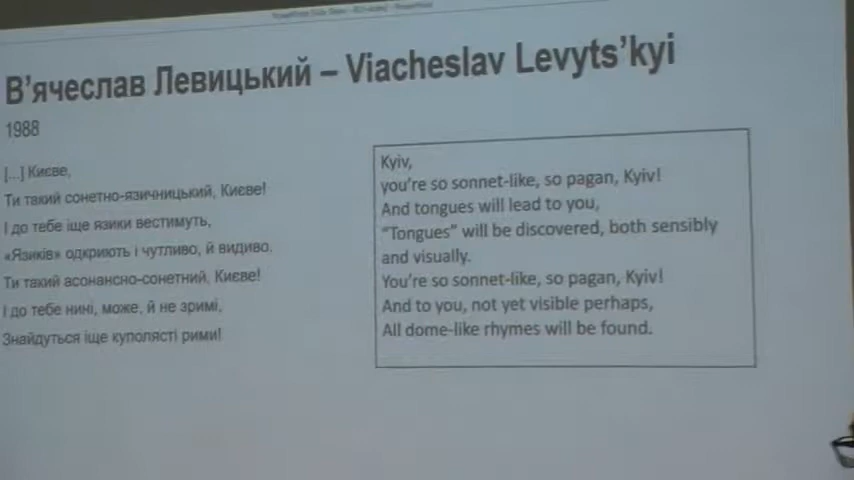 В'ячеслав Левицький – Viacheslav Levyts'kyi
1988
[...] Києве,
Ти такий сонетно-язичницький, Києве!
І до тебе іще язики вестимуть,
«Язиків» одкриють і чутливо, й видиво.
Ти такий асонансно-сонетний, Києве!
І до тебе нині, може, й не зримі,
Знайдуться іще куполясті рими!
Kyiv,
you're so sonnet-like, so pagan, Kyiv!
And tongues will lead to you,
"Tongues" will be discovered, both sensibly
and visually.
You're so sonnet-like, so pagan, Kyiv!
And to you, not yet visible perhaps,
All dome-like rhymes will be found.